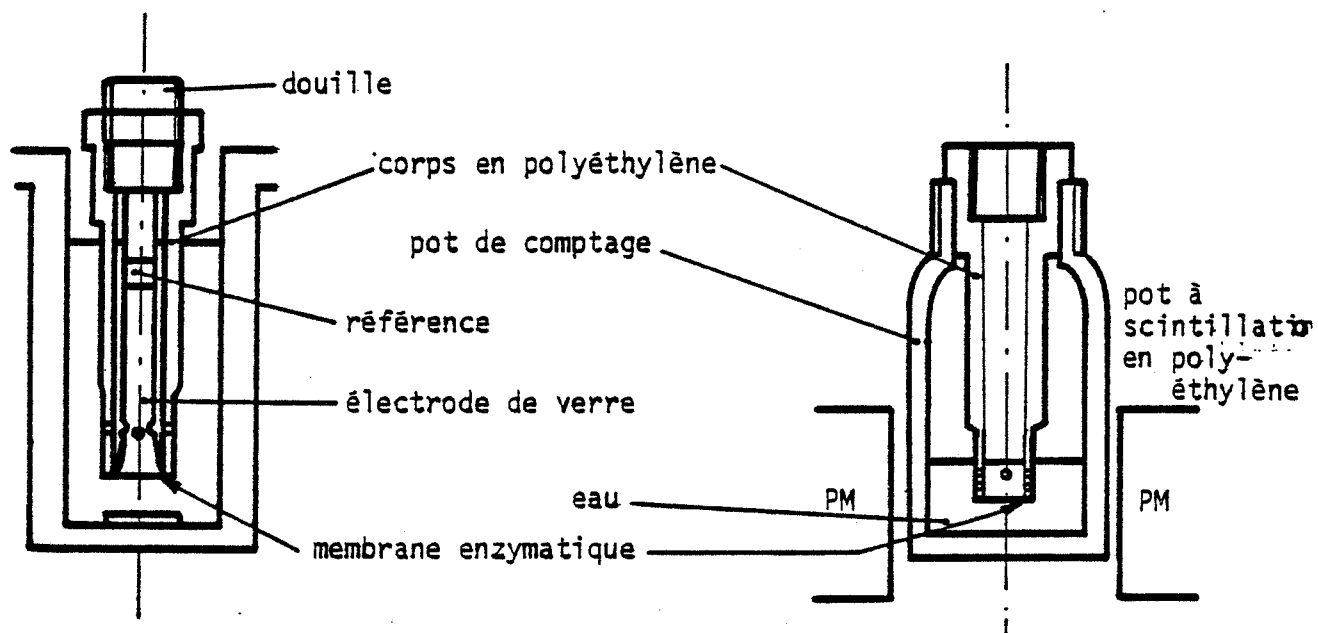 douille
corps en polyéthylène
pot de comptage
référence
électrode de verre
eau
membrane enzymatique
pot à
scintillation
en poly-
éthylène
PM
PM